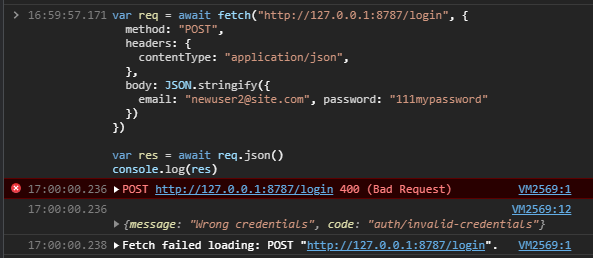 16:59:57.171 var req = await fetch("http://127.0.0.1:8787/login", {
method: "POST",
headers: {
contentType: "application/json",
},
body: JSON.stringify({
email: "newuser2@site.com", password: "111mypassword"
})
})
var res = await req.json()
console.log(res)
17:00:00.236 POST http://127.0.0.1:8787/login 400 (Bad Request) VM2569:1
17:00:00.236 VM2569:12
{message: "Wrong credentials", code: "auth/invalid-credentials"}
17:00:00.238 Fetch failed loading: POST "http://127.0.0.1:8787/login". VM2569:1